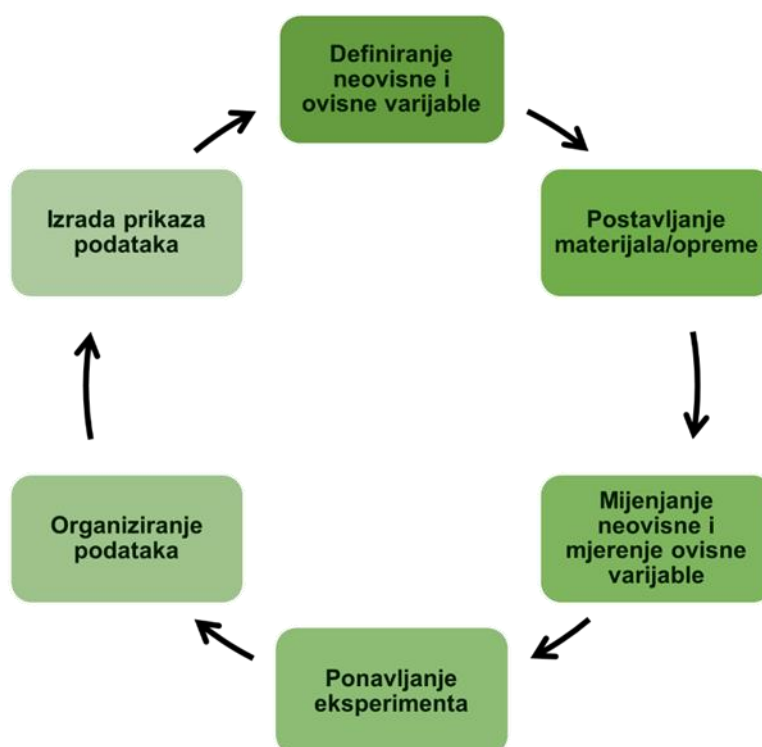 Definiranje
neovisne i
ovisne varijable
Postavljanje
materijala/opreme
Mijenjanje
neovisne i
mjerenje ovisne
varijable
Ponavljanje
eksperimenta
Organiziranje
podataka
Izrada prikaza
podataka